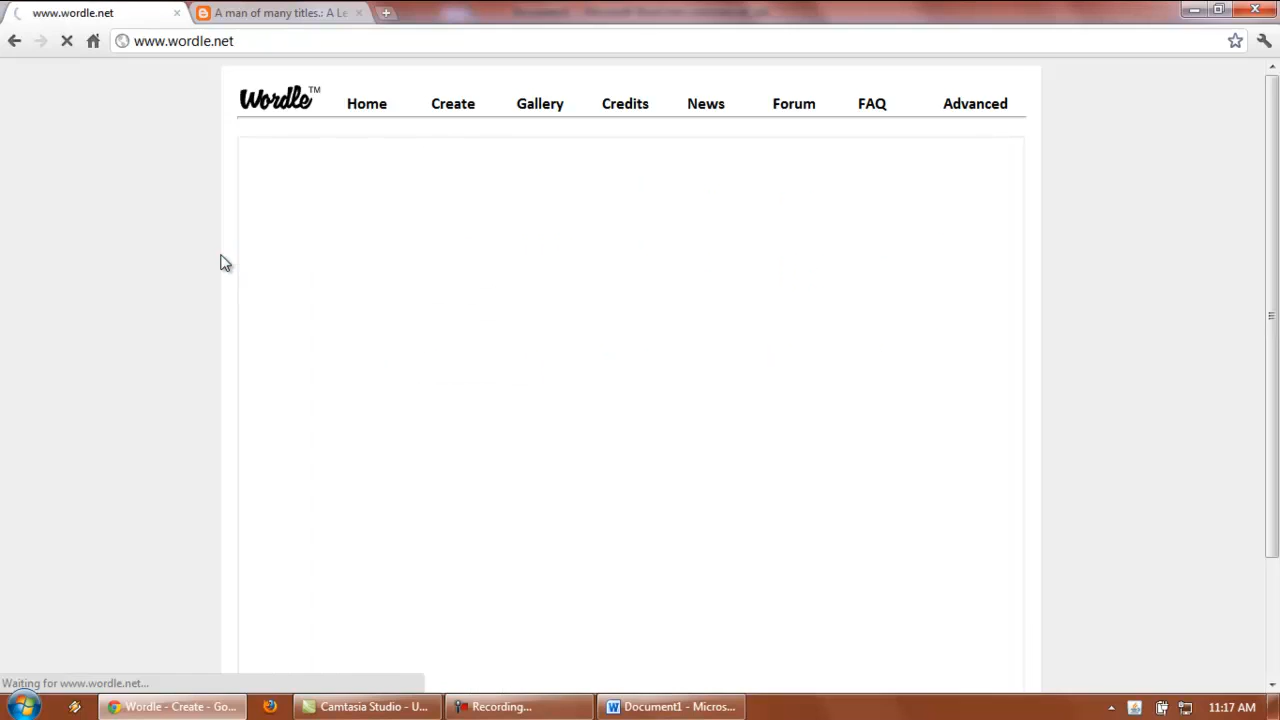 www.wordle.net
A man of many titles.: A Le
www.wordle.net
Wordle™
Home Create Gallery Credits News Forum FAQ Advanced
Waiting for www.wordle.net...
Wordle - Create - Go...
Camtasia Studio - U...
Recording...
Document1 - Micros...
11:17 AM